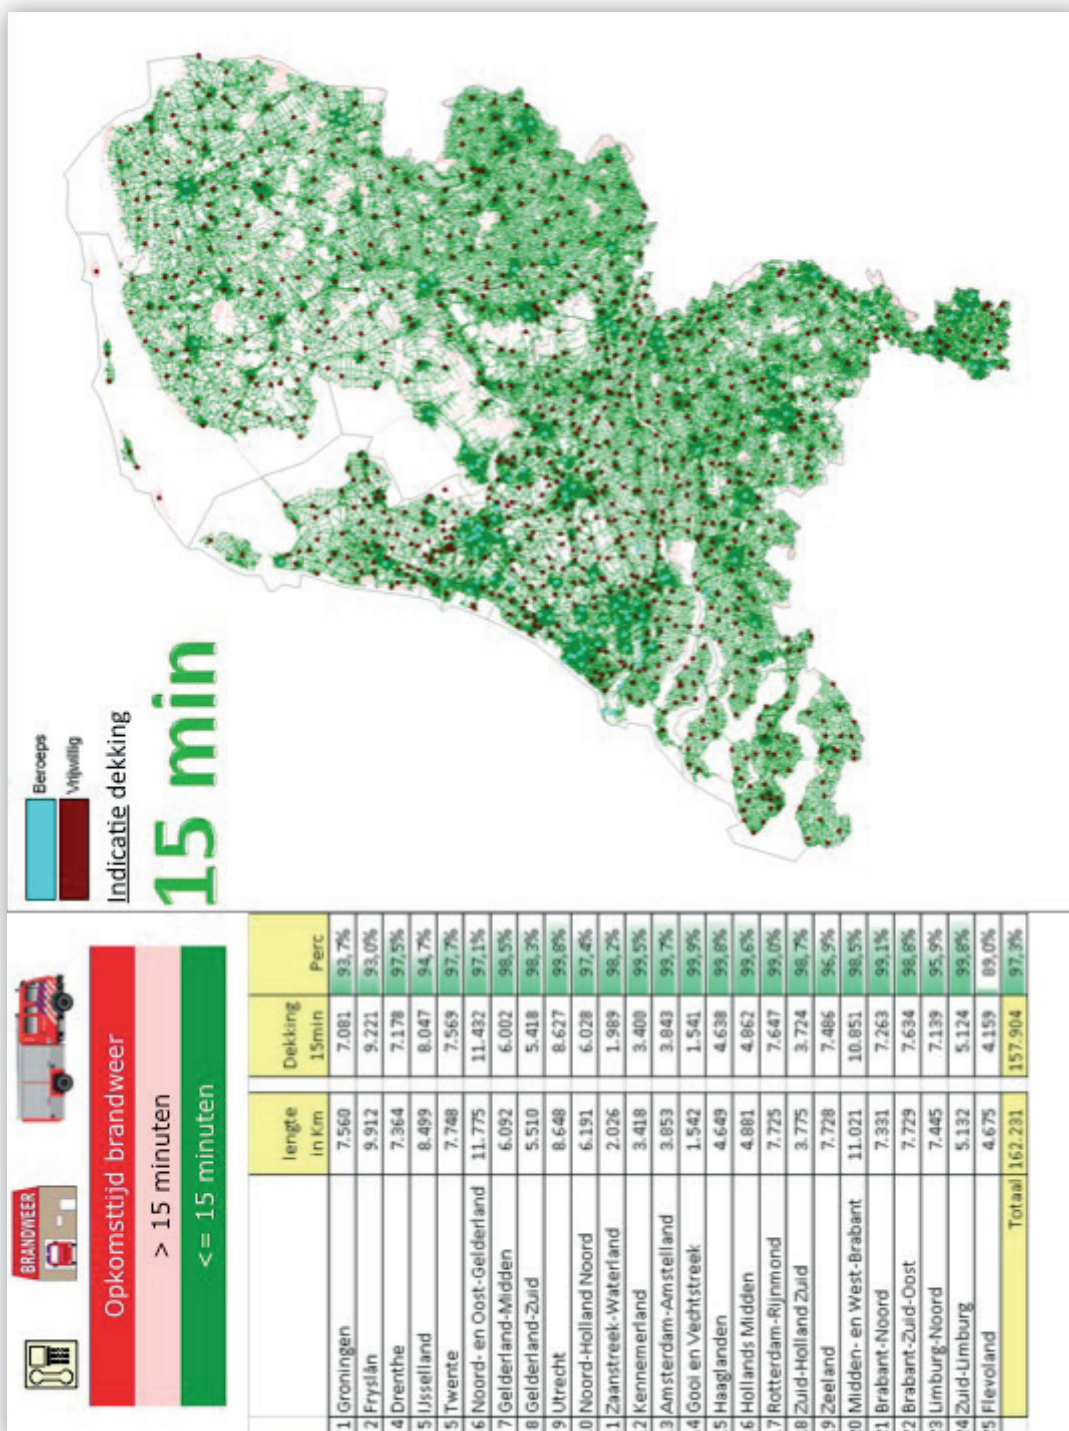 BRANDWEER
Opkomsttijd brandweer
> 15 minuten
<= 15 minuten
lengte in Km Dekking 15min Perc
1 Groningen 7.560 7.081 93,7%
2 Fryslân 9.912 9.221 93,0%
4 Drenthe 7.364 7.178 97,5%
5 IJsselland 8.499 8.047 94,7%
5 Twente 7.748 7.569 97,7%
6 Noord- en Oost-Gelderland 11.775 11.432 97,1%
7 Gelderland-Midden 6.092 6.002 98,5%
8 Gelderland-Zuid 5.510 5.418 98,3%
9 Utrecht 8.648 8.627 99,8%
10 Noord-Holland Noord 6.191 6.028 97,4%
.1 Zaanstreek-Waterland 2.026 1.989 98,2%
.2 Kennemerland 3.418 3.400 99,5%
.3 Amsterdam-Amstelland 3.853 3.843 99,7%
.4 Gooi en Vechtstreek 1.542 1.541 99,9%
.5 Haaglanden 4.649 4.638 99,8%
.6 Hollands Midden 4.881 4.862 99,6%
.7 Rotterdam-Rijnmond 7.725 7.647 99,0%
.8 Zuid-Holland Zuid 3.775 3.724 98,7%
.9 Zeeland 7.728 7.486 96,9%
20 Midden- en West-Brabant 11.021 10.851 98,5%
21 Brabant-Noord 7.331 7.263 99,1%
22 Brabant-Zuid-Oost 7.729 7.634 98,8%
23 Limburg-Noord 7.445 7.139 95,9%
24 Zuid-Limburg 5.132 5.124 99,8%
25 Flevoland 4.675 4.159 89,0%
Totaal 162.231 157.904 97,3%
Beroeps
Vrijwillig
Indicatie dekking
15 min